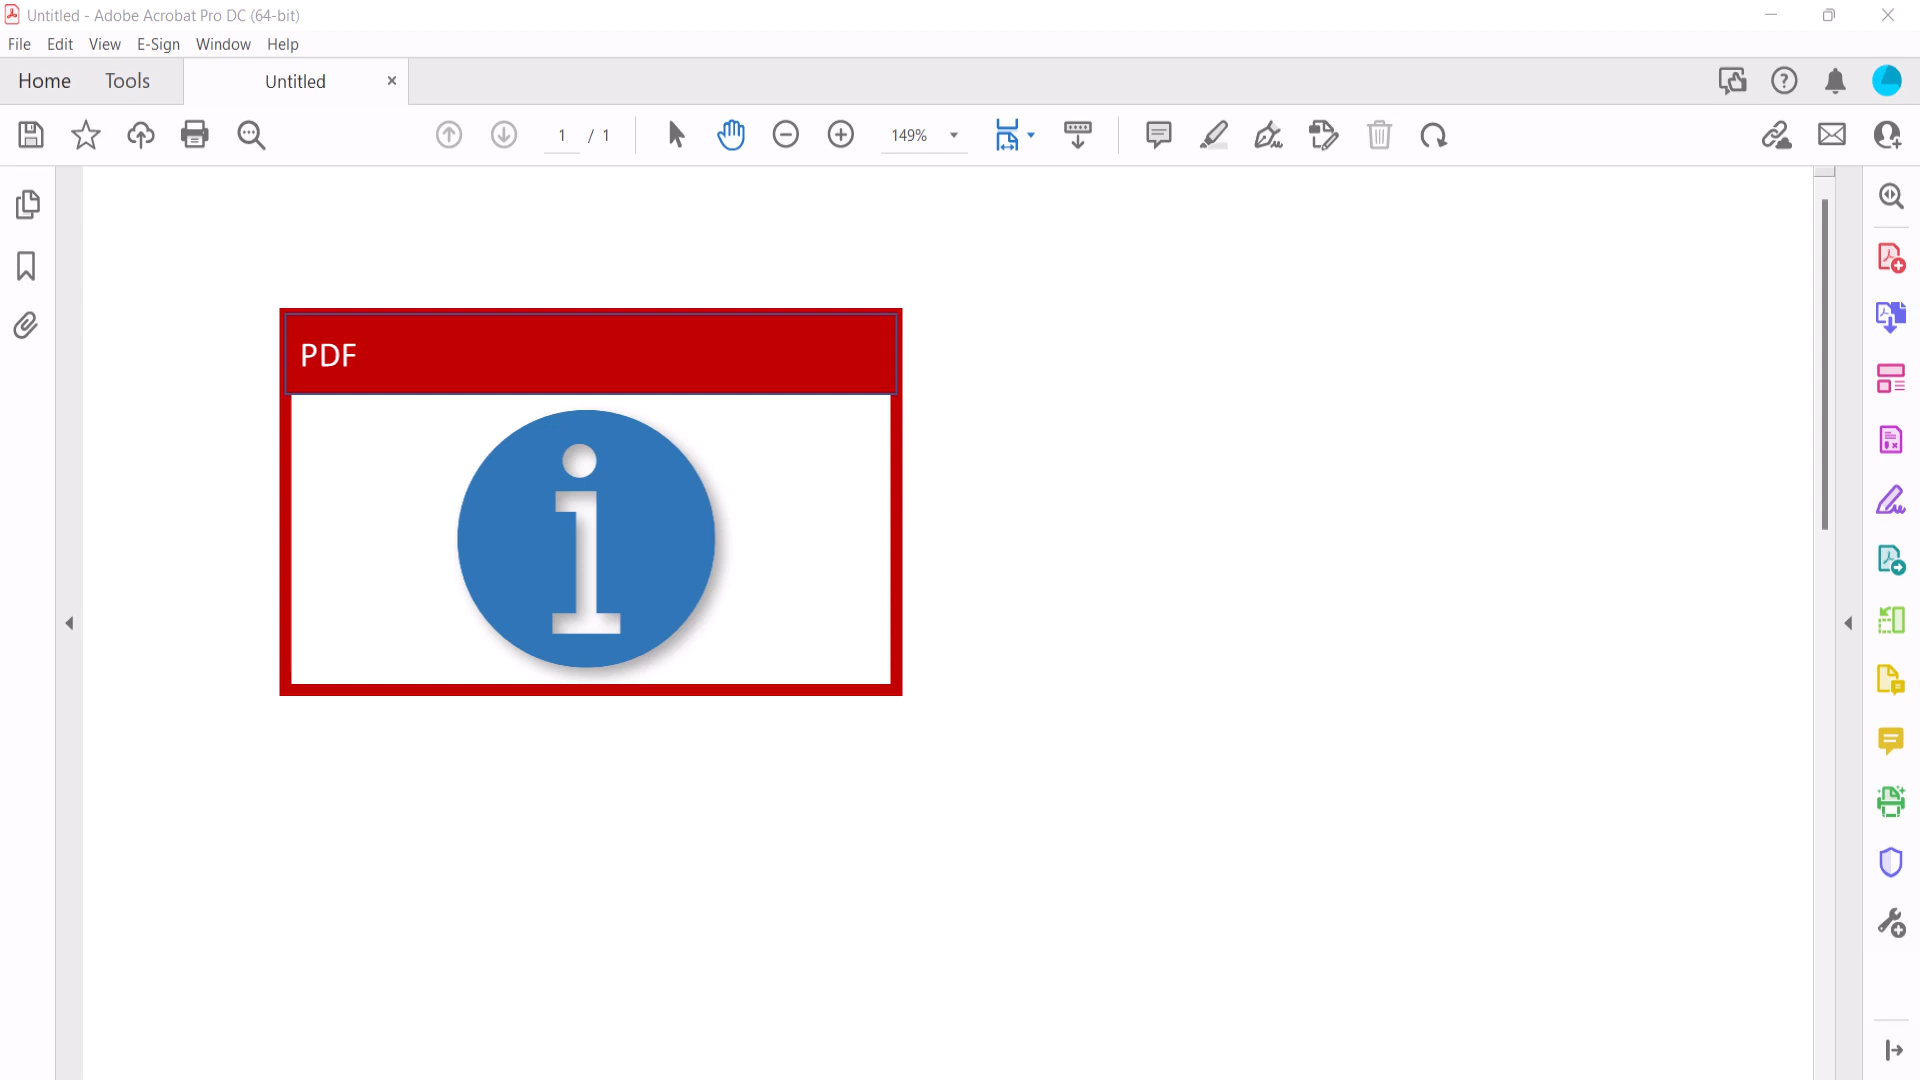 Untitled - Adobe Acrobat Pro DC (64-bit)
File Edit View E-Sign Window Help
Home Tools Untitled
1 / 1 149%
PDF
i